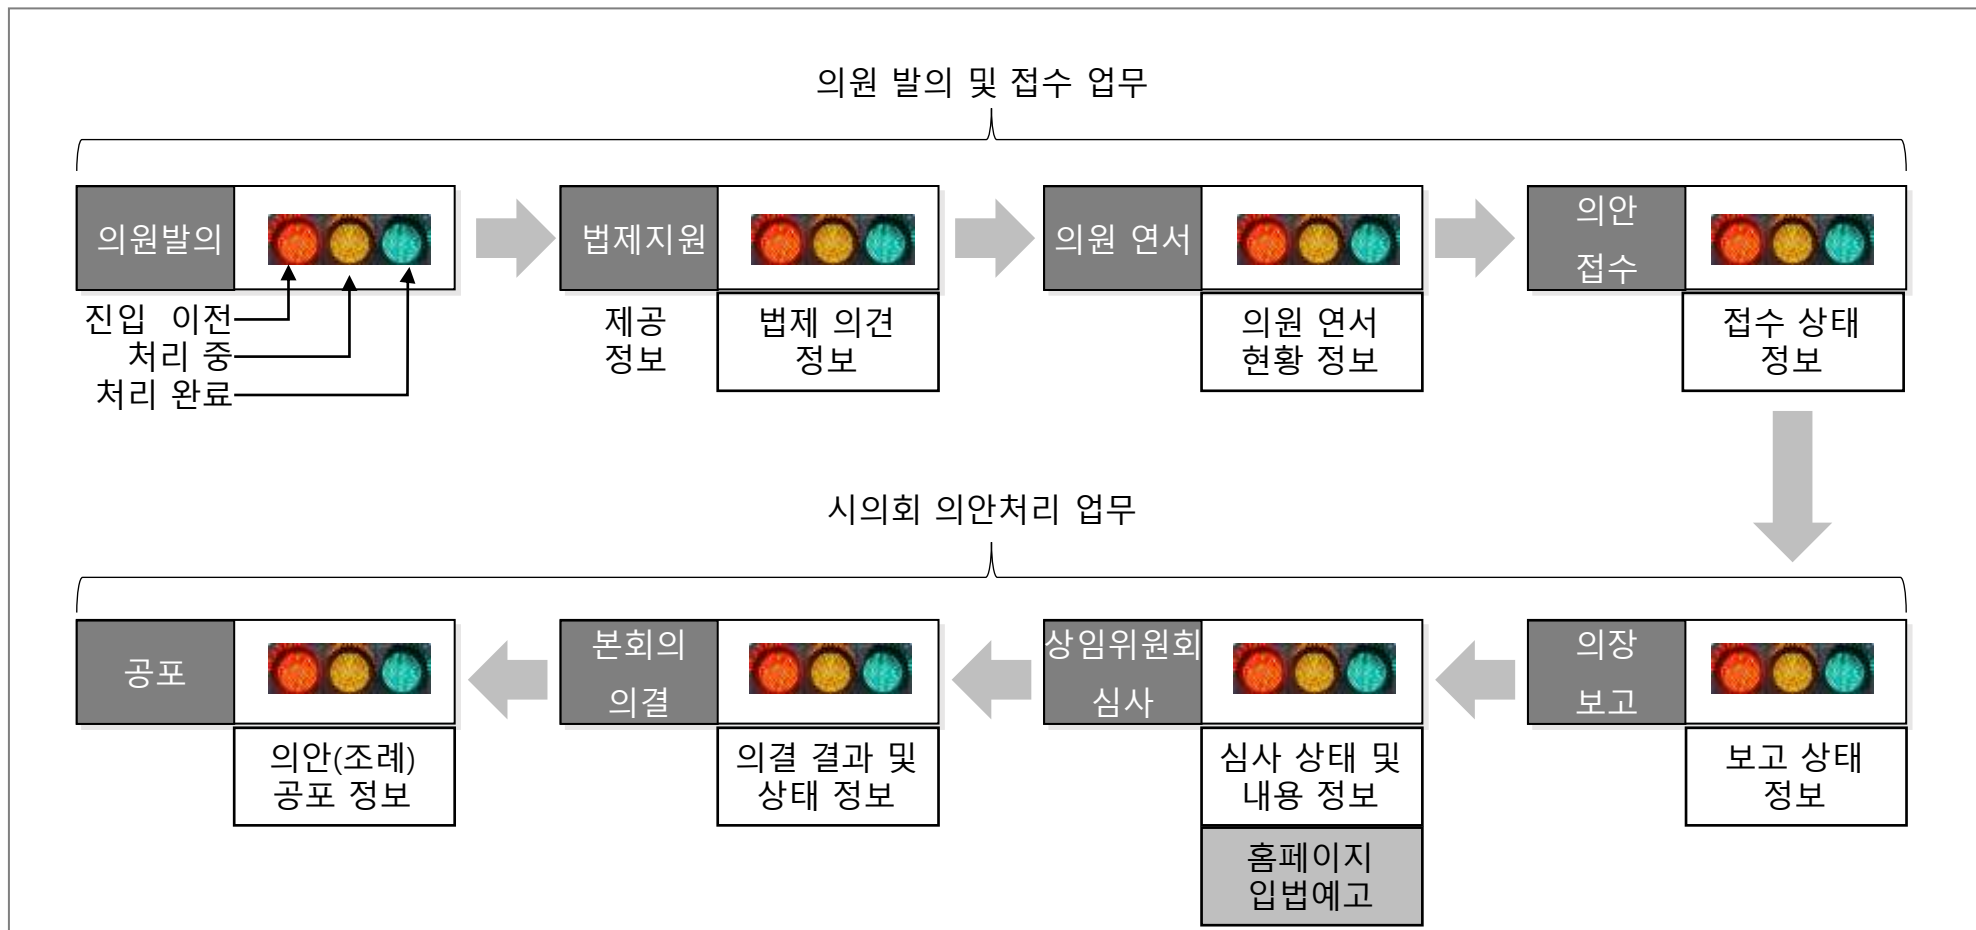 의원 발의 및 접수 업무
의원발의
진입 이전
처리 중
처리 완료
법제지원
제공
정보
법제 의견
정보
의원 연서
의원 연서
현황 정보
의안
접수
접수 상태
정보
시의회 의안처리 업무
공포
의안(조례)
공포 정보
본회의
의결
의결 결과 및
상태 정보
상임위원회
심사
심사 상태 및
내용 정보
홈페이지
입법예고
의장
보고
보고 상태
정보